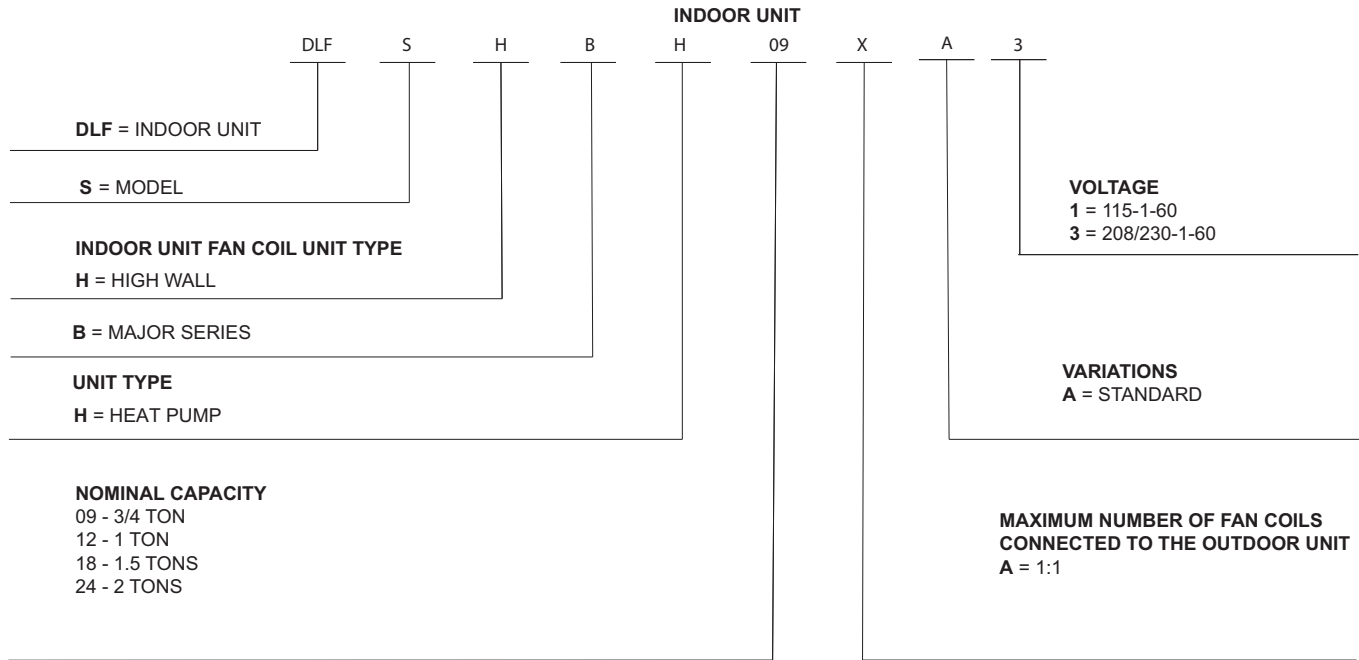 INDOOR UNIT
DLF S H B H 09 X A 3
DLF = INDOOR UNIT
S = MODEL
INDOOR UNIT FAN COIL UNIT TYPE
H = HIGH WALL
B = MAJOR SERIES
UNIT TYPE
H = HEAT PUMP
NOMINAL CAPACITY
09 - 3/4 TON
12 - 1 TON
18 - 1.5 TONS
24 - 2 TONS
VOLTAGE
1 = 115-1-60
3 = 208/230-1-60
VARIATIONS
A = STANDARD
MAXIMUM NUMBER OF FAN COILS
CONNECTED TO THE OUTDOOR UNIT
A = 1:1